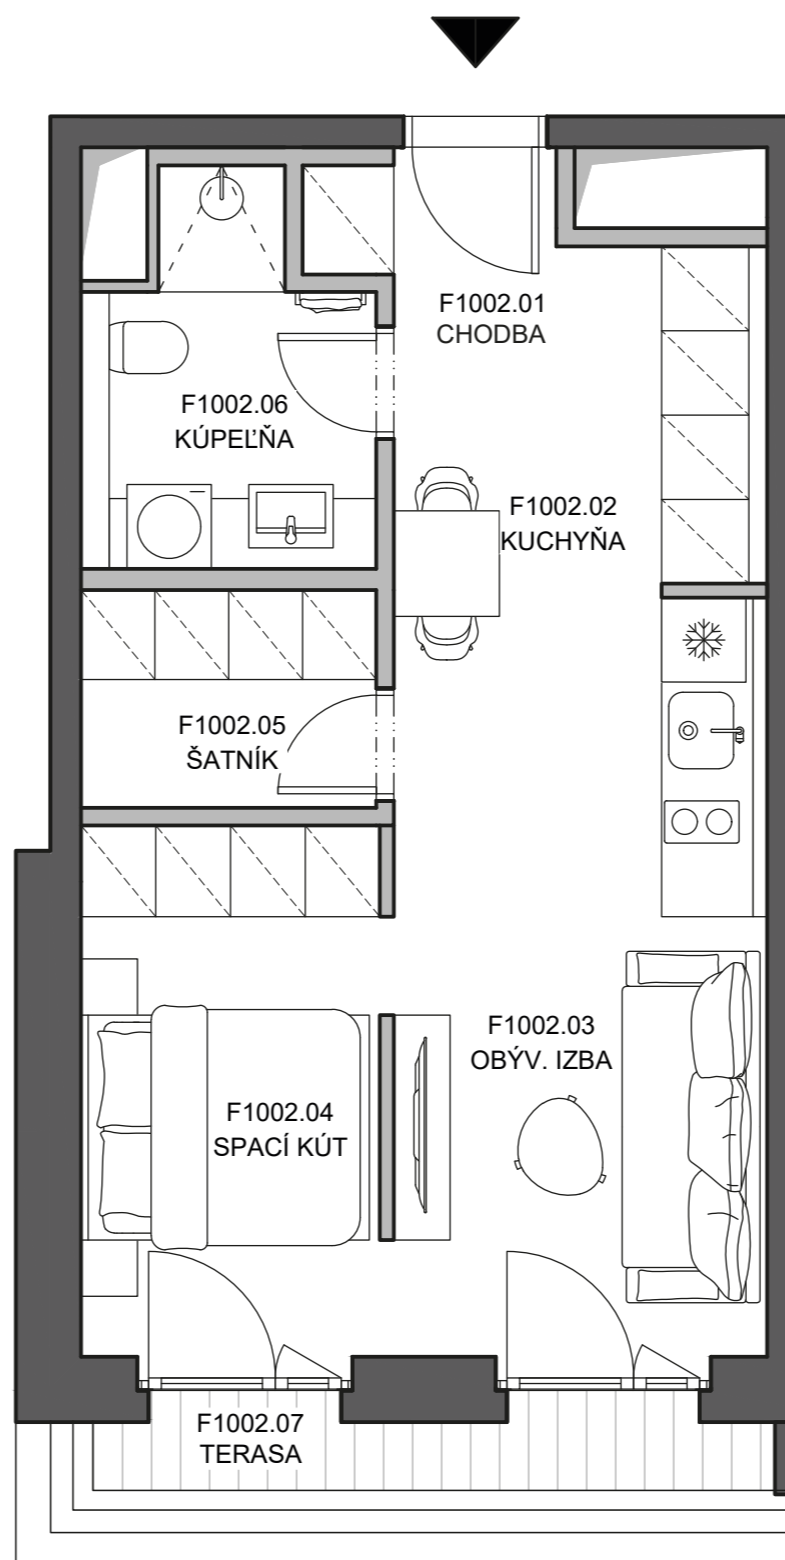 F1002.01
CHODBA
F1002.06
KÚPEĽŇA
F1002.02
KUCHYŇA
F1002.05
ŠATNÍK
F1002.03
OBÝV. IZBA
F1002.04
SPACÍ KÚT
F1002.07
TERASA